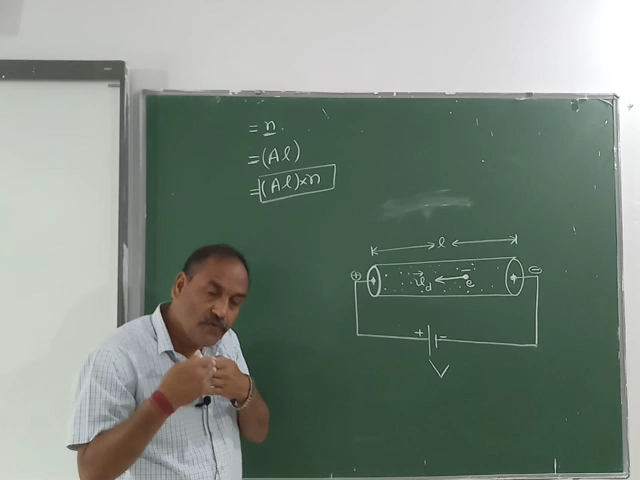 = n.
= (Al)
= (Al)×n
l
⊕ ⊖
v⃗d ē
+ -
V